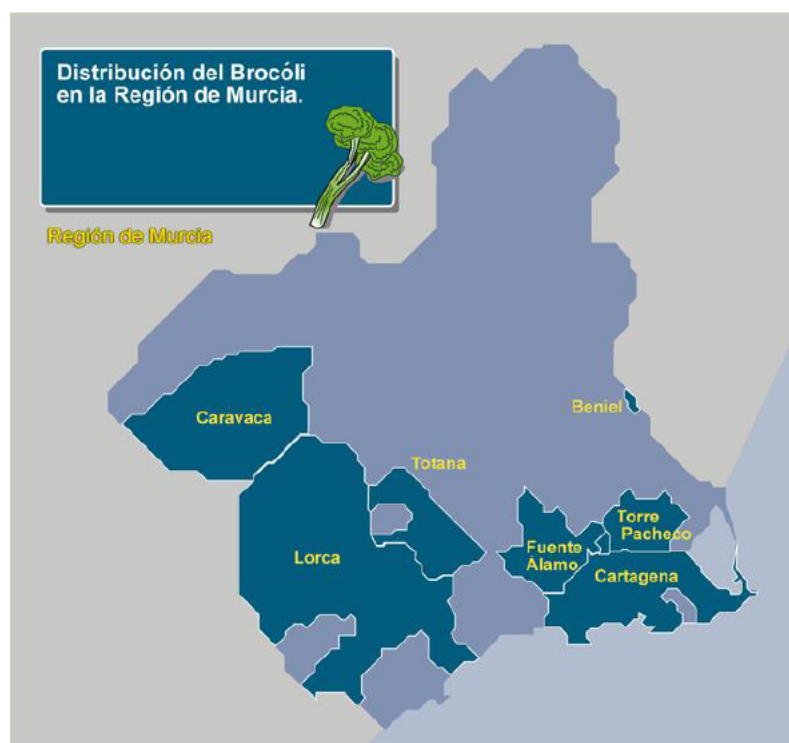 Distribución del Brocóli
en la Región de Murcia.
Región de Murcia
Caravaca
Beniel
Totana
Lorca
Torre
Pacheco
Fuente
Álamo
Cartagena